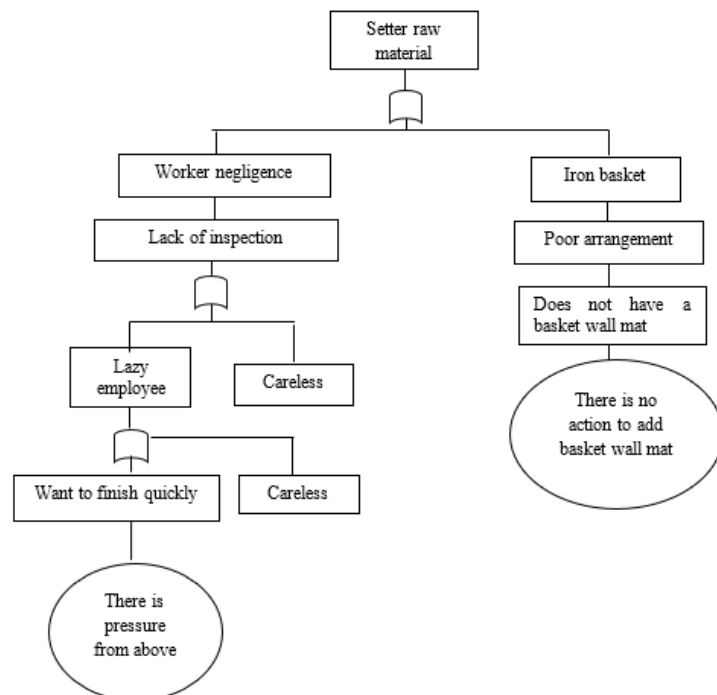 Setter raw
material
Worker negligence
Iron basket
Lack of inspection
Poor arrangement
Does not have a
basket wall mat
Lazy
employee
Careless
There is no
action to add
basket wall mat
Want to finish quickly
Careless
There is
pressure
from above